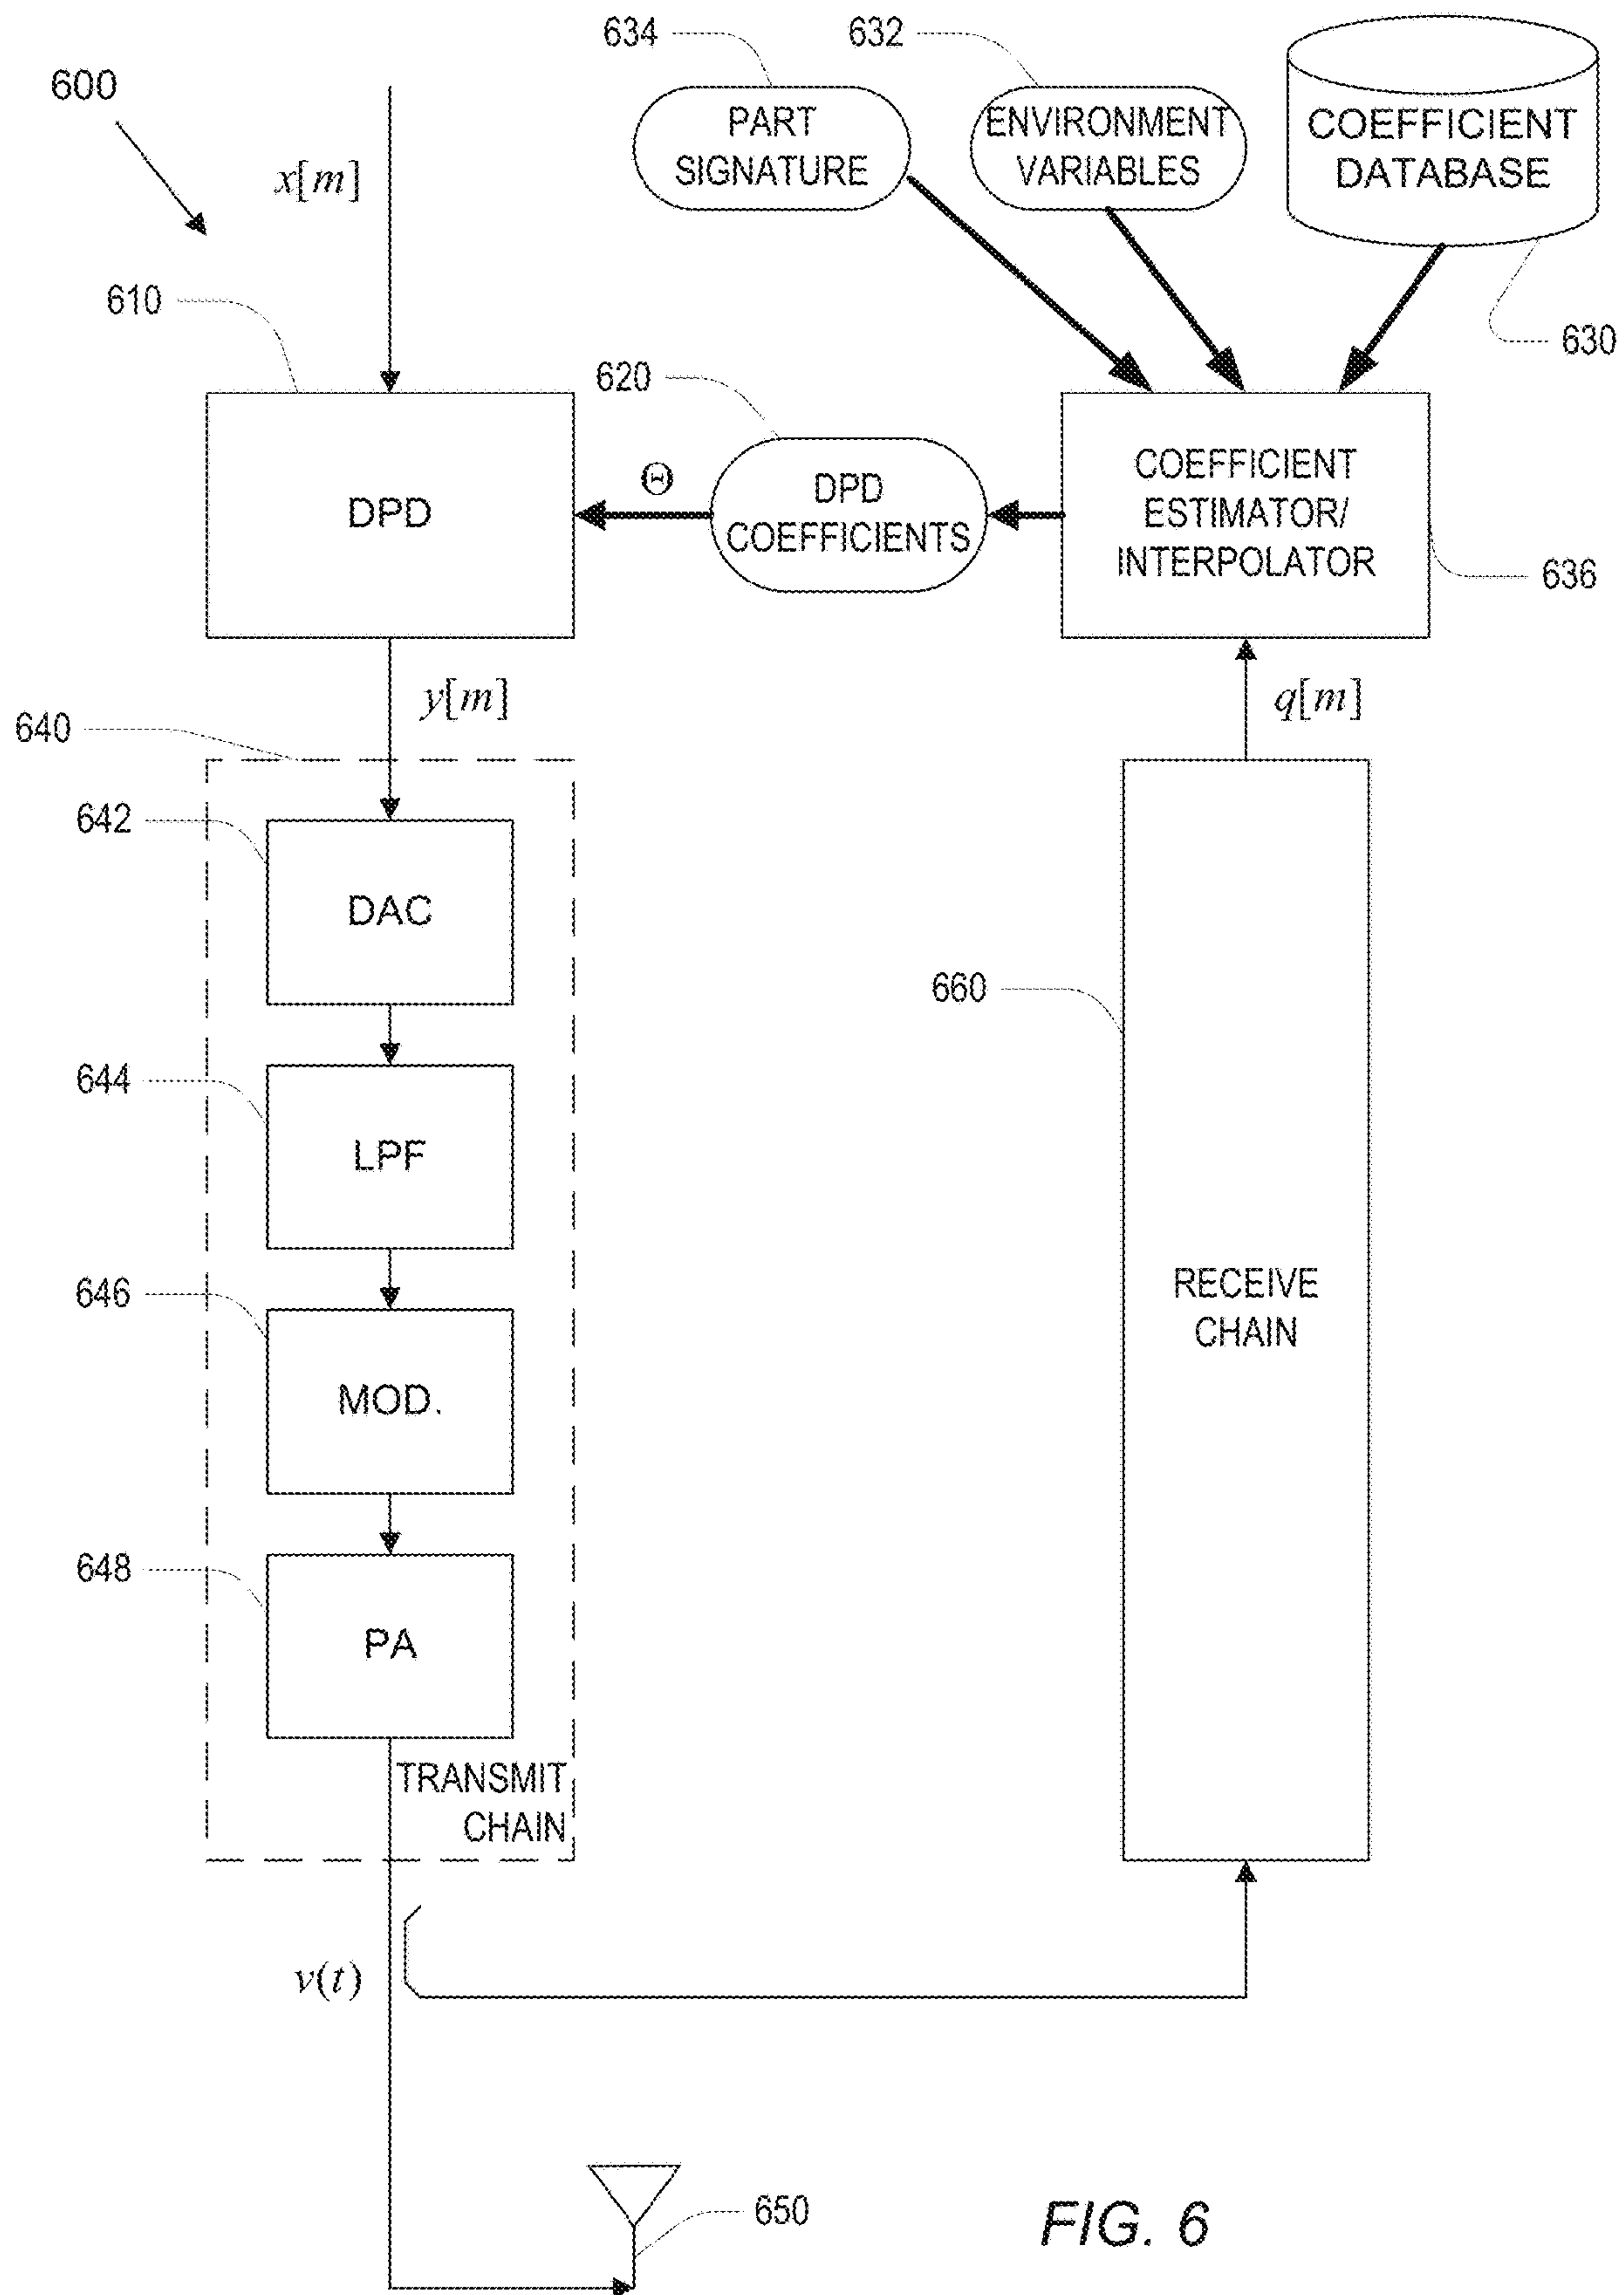 634
632
600
PART
SIGNATURE
ENVIRONMENT
VARIABLES
COEFFICIENT
DATABASE
x[m]
610
630
620
DPD
Θ
DPD
COEFFICIENTS
COEFFICIENT
ESTIMATOR/
INTERPOLATOR
636
y[m]
q[m]
640
642
DAC
660
644
LPF
646
RECEIVE
CHAIN
MOD.
648
PA
TRANSMIT
CHAIN
v(t)
650
FIG. 6